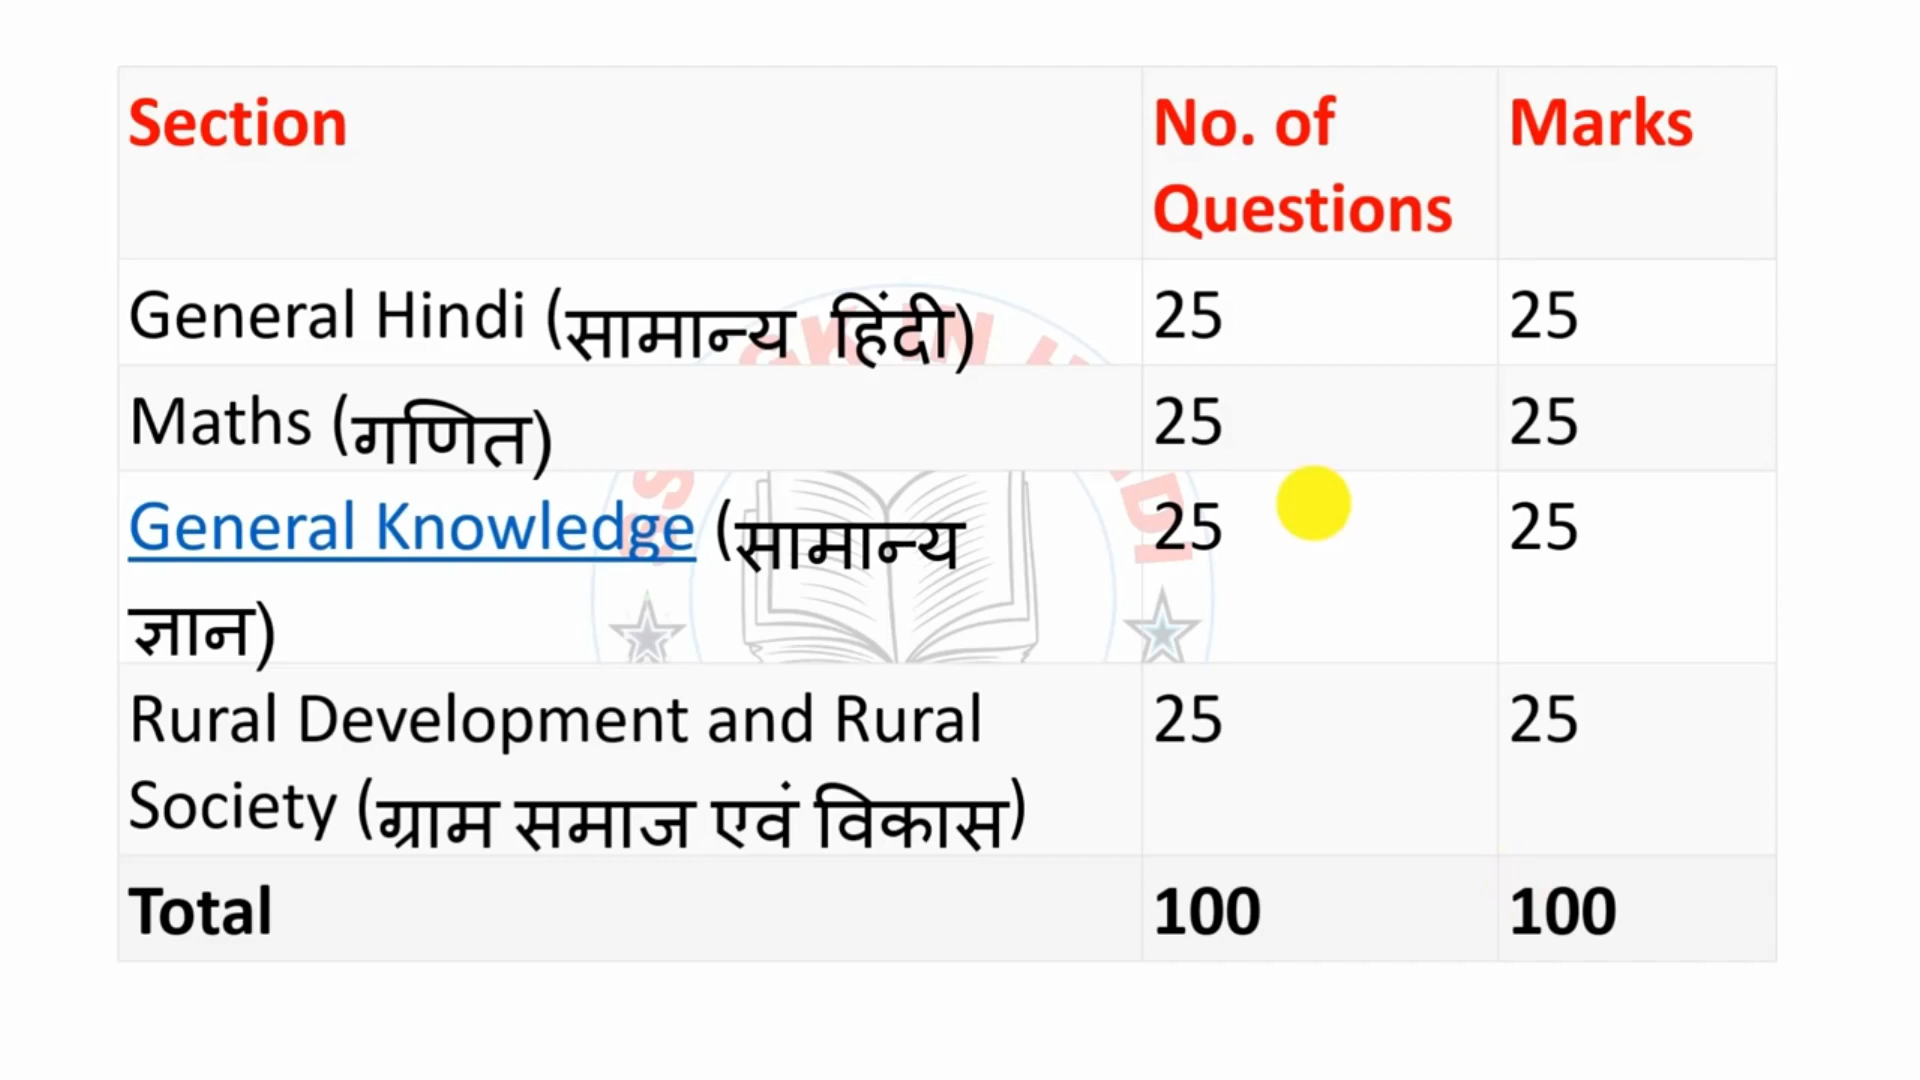 Section
No. of
Questions
Marks
General Hindi (सामान्य हिंदी)
25
25
Maths (गणित)
25
25
General Knowledge (सामान्य
ज्ञान)
25
25
Rural Development and Rural
Society (ग्राम समाज एवं विकास)
25
25
Total
100
100